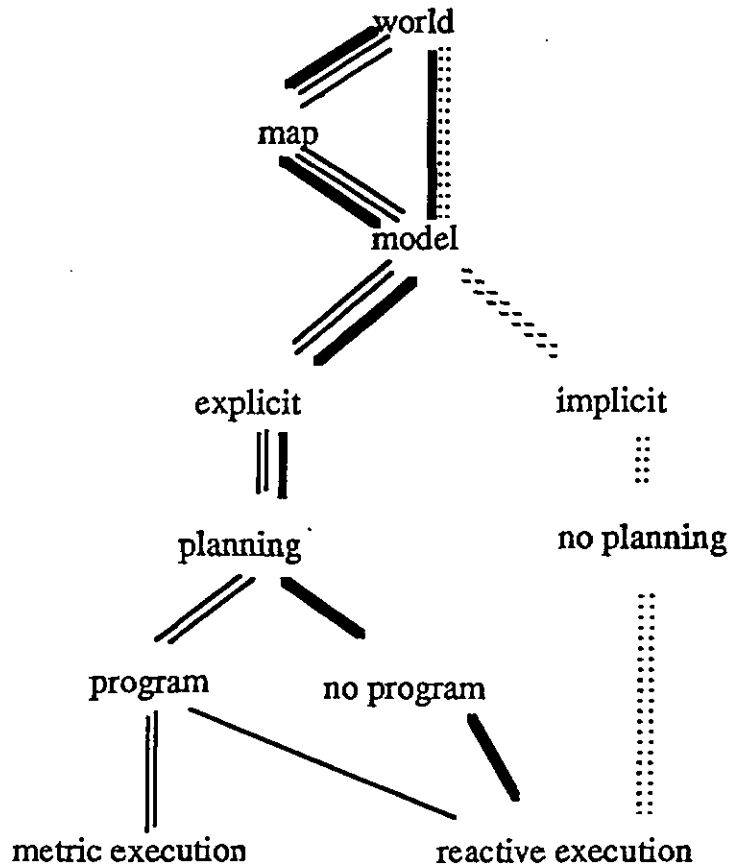 world
map
model
explicit implicit
planning no planning
program no program
metric execution reactive execution